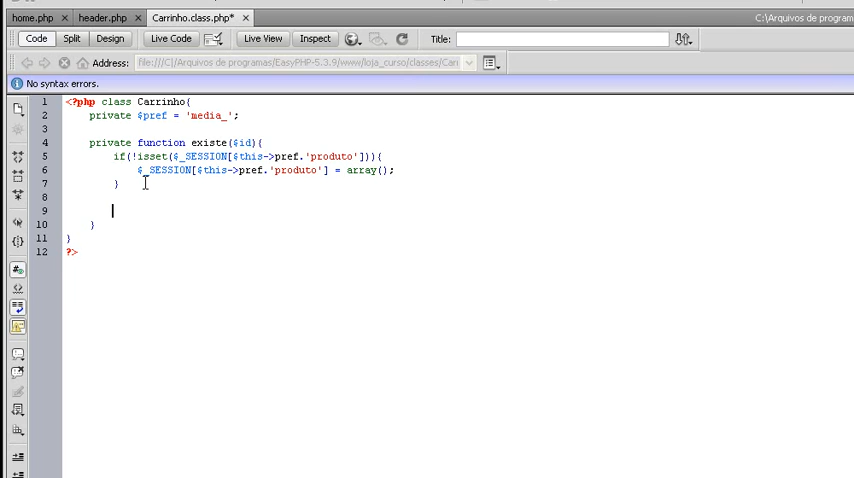 home.php × header.php × Carrinho.class.php* × C:\Arquivos de program
Code Split Design Live Code Live View Inspect Title:
Address: file:///C|/Arquivos de programas/EasyPHP-5.3.9/www/loja_curso/classes/Carr
No syntax errors.
1 <?php class Carrinho{
2 private $pref = 'media_';
3
4 private function existe($id){
5 if(!isset($_SESSION[$this->pref.'produto'])){
6 $_SESSION[$this->pref.'produto'] = array();
7 }
8
9
10 }
11 }
12 ?>